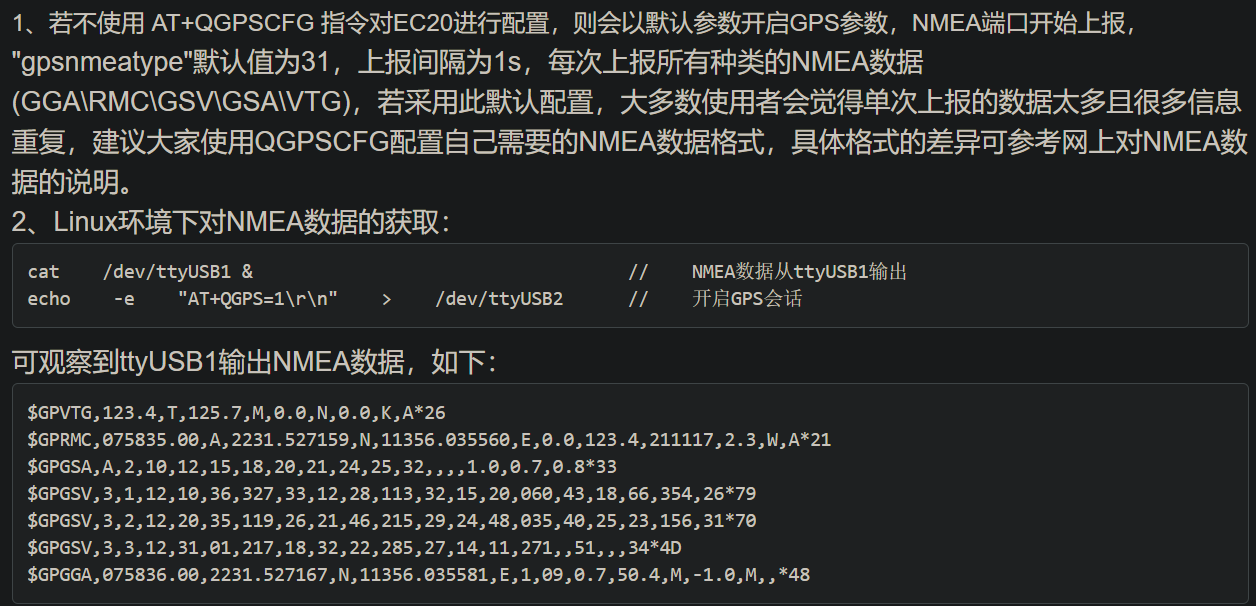 1、若不使用 AT+QGPSCFG 指令对EC20进行配置，则会以默认参数开启GPS参数，NMEA端口开始上报，
"gpsnmeatype"默认值为31，上报间隔为1s，每次上报所有种类的NMEA数据
(GGA\RMC\GSV\GSA\VTG)，若采用此默认配置，大多数使用者会觉得单次上报的数据太多且很多信息
重复，建议大家使用QGPSCFG配置自己需要的NMEA数据格式，具体格式的差异可参考网上对NMEA数
据的说明。
2、Linux环境下对NMEA数据的获取：
cat    /dev/ttyUSB1 &                                   //    NMEA数据从ttyUSB1输出
echo    -e    "AT+QGPS=1\r\n"    >    /dev/ttyUSB2      //    开启GPS会话
可观察到ttyUSB1输出NMEA数据，如下：
$GPVTG,123.4,T,125.7,M,0.0,N,0.0,K,A*26
$GPRMC,075835.00,A,2231.527159,N,11356.035560,E,0.0,123.4,211117,2.3,W,A*21
$GPGSA,A,2,10,12,15,18,20,21,24,25,32,,,,1.0,0.7,0.8*33
$GPGSV,3,1,12,10,36,327,33,12,28,113,32,15,20,060,43,18,66,354,26*79
$GPGSV,3,2,12,20,35,119,26,21,46,215,29,24,48,035,40,25,23,156,31*70
$GPGSV,3,3,12,31,01,217,18,32,22,285,27,14,11,271,,51,,,34*4D
$GPGGA,075836.00,2231.527167,N,11356.035581,E,1,09,0.7,50.4,M,-1.0,M,,*48